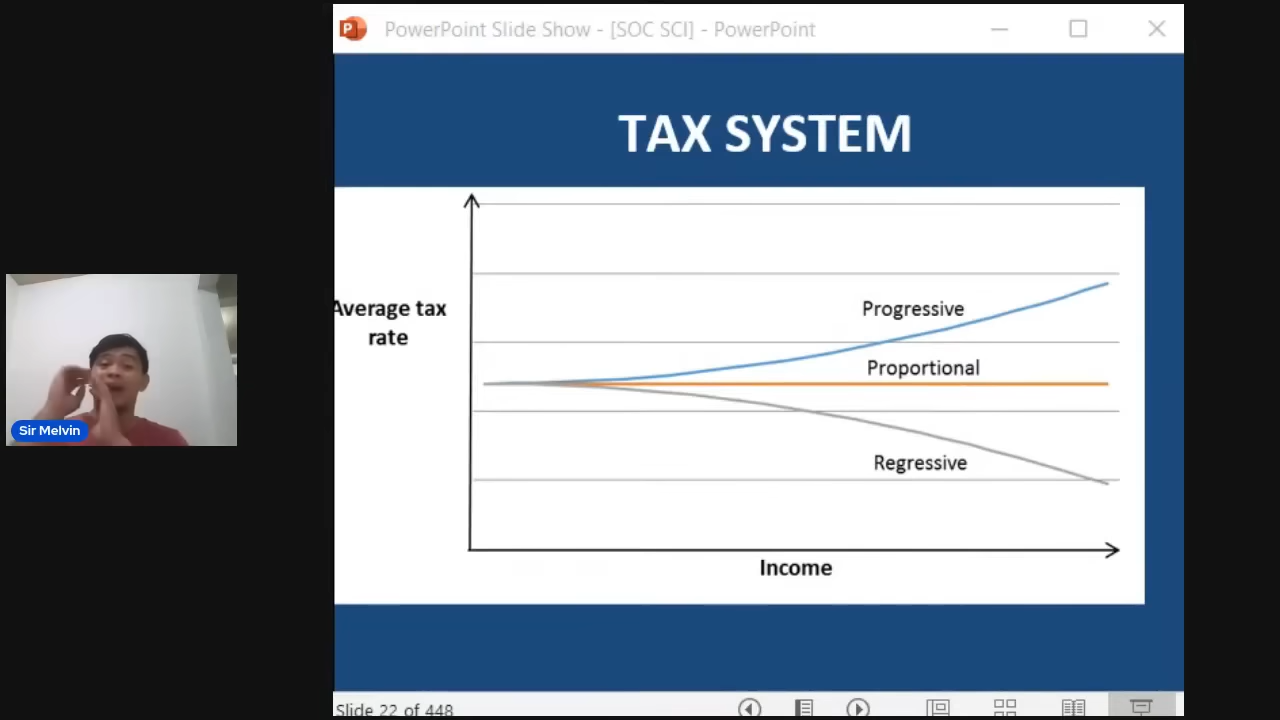 PowerPoint Slide Show - [SOC SCI] - PowerPoint
TAX SYSTEM
Average tax
rate
Progressive
Proportional
Regressive
Income
Sir Melvin
Slide 22 of 448